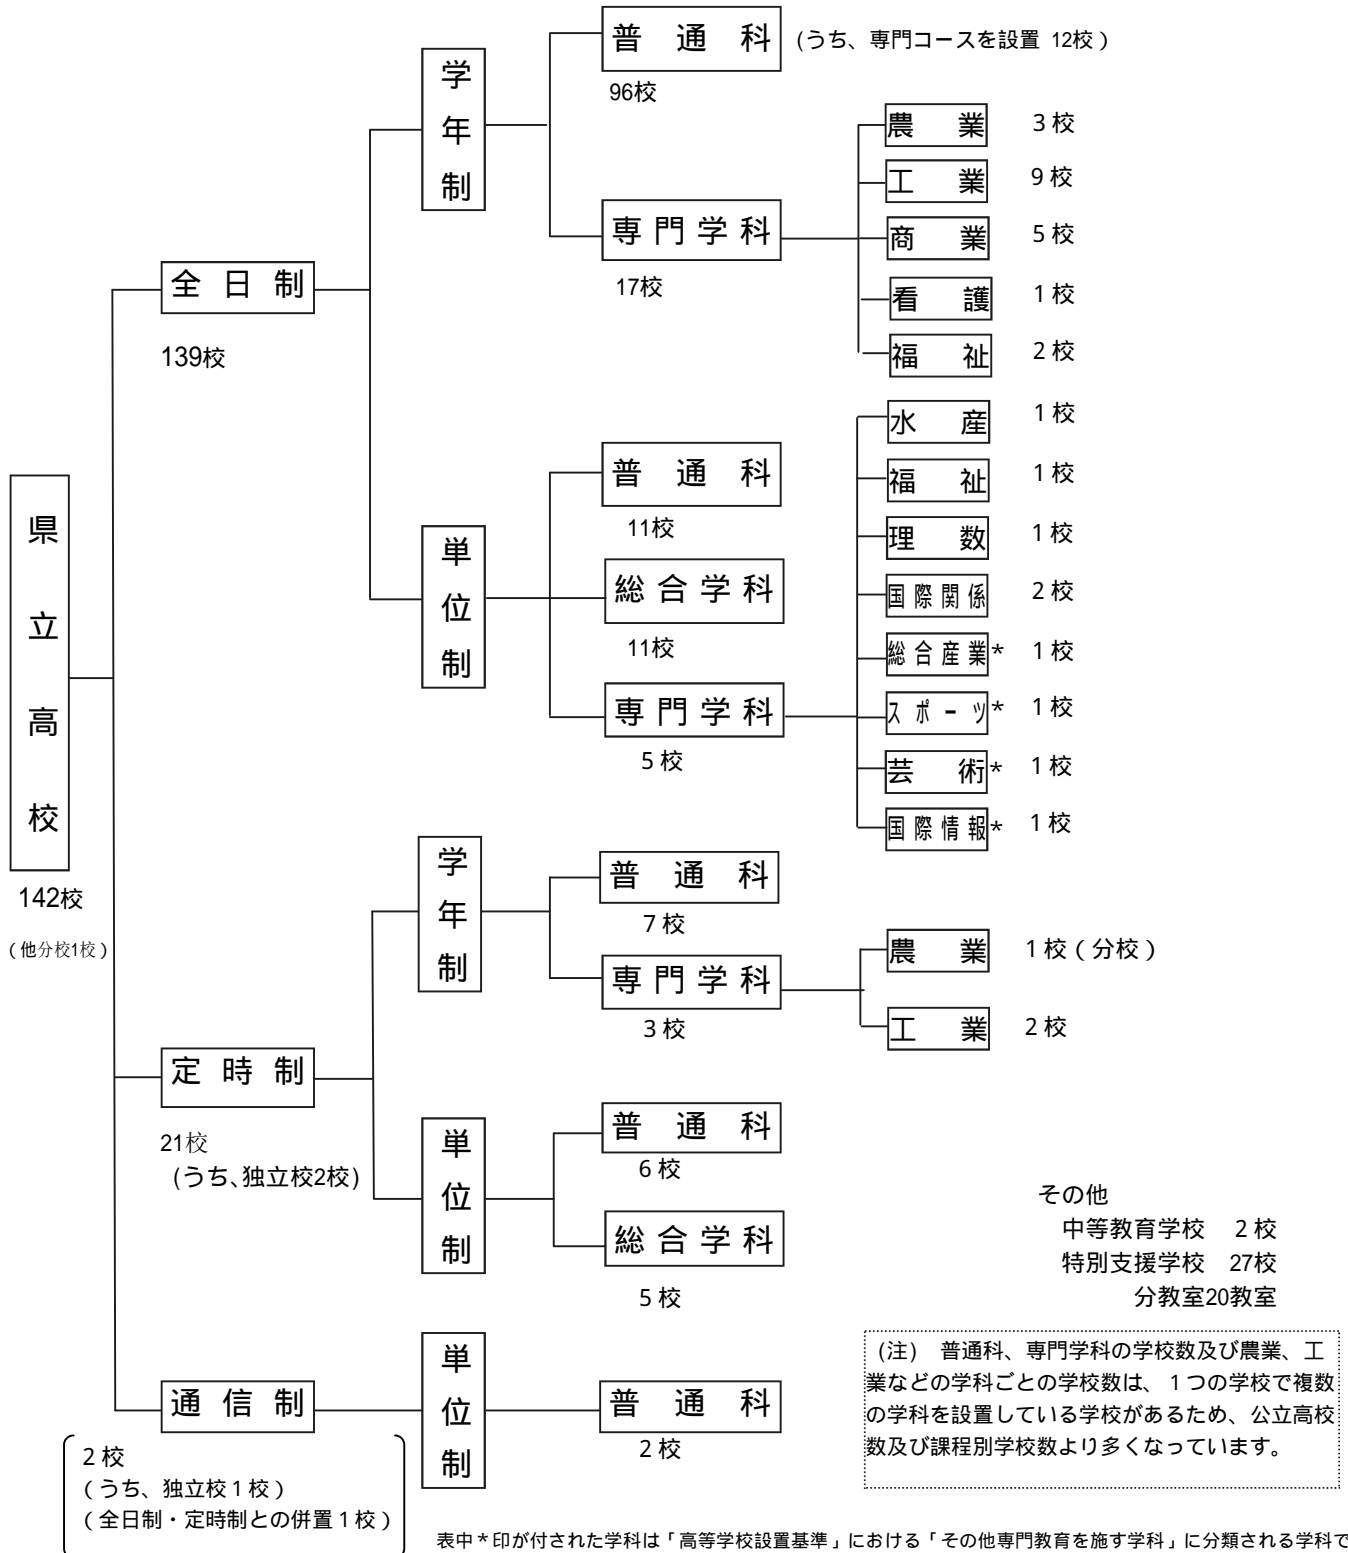 県立高校
142校
（他分校1校）
全日制
139校
学年制
普通科 (うち、専門コースを設置 12校）
96校
専門学科
17校
農業 3校
工業 9校
商業 5校
看護 1校
福祉 2校
単位制
普通科
11校
総合学科
11校
専門学科
5校
水産 1校
福祉 1校
理数 1校
国際関係 2校
総合産業* 1校
スポーツ* 1校
芸術* 1校
国際情報* 1校
定時制
21校
(うち、独立校2校)
学年制
普通科
7校
専門学科
3校
農業 1校（分校）
工業 2校
単位制
普通科
6校
総合学科
5校
通信制
2校
（うち、独立校１校）
（全日制・定時制との併置１校）
単位制
普通科
2校
その他
中等教育学校 2校
特別支援学校 27校
分教室20教室
(注) 普通科、専門学科の学校数及び農業、工
業などの学科ごとの学校数は、１つの学校で複数
の学科を設置している学校があるため、公立高校
数及び課程別学校数より多くなっています。
表中＊印が付された学科は「高等学校設置基準」における「その他専門教育を施す学科」に分類される学科で